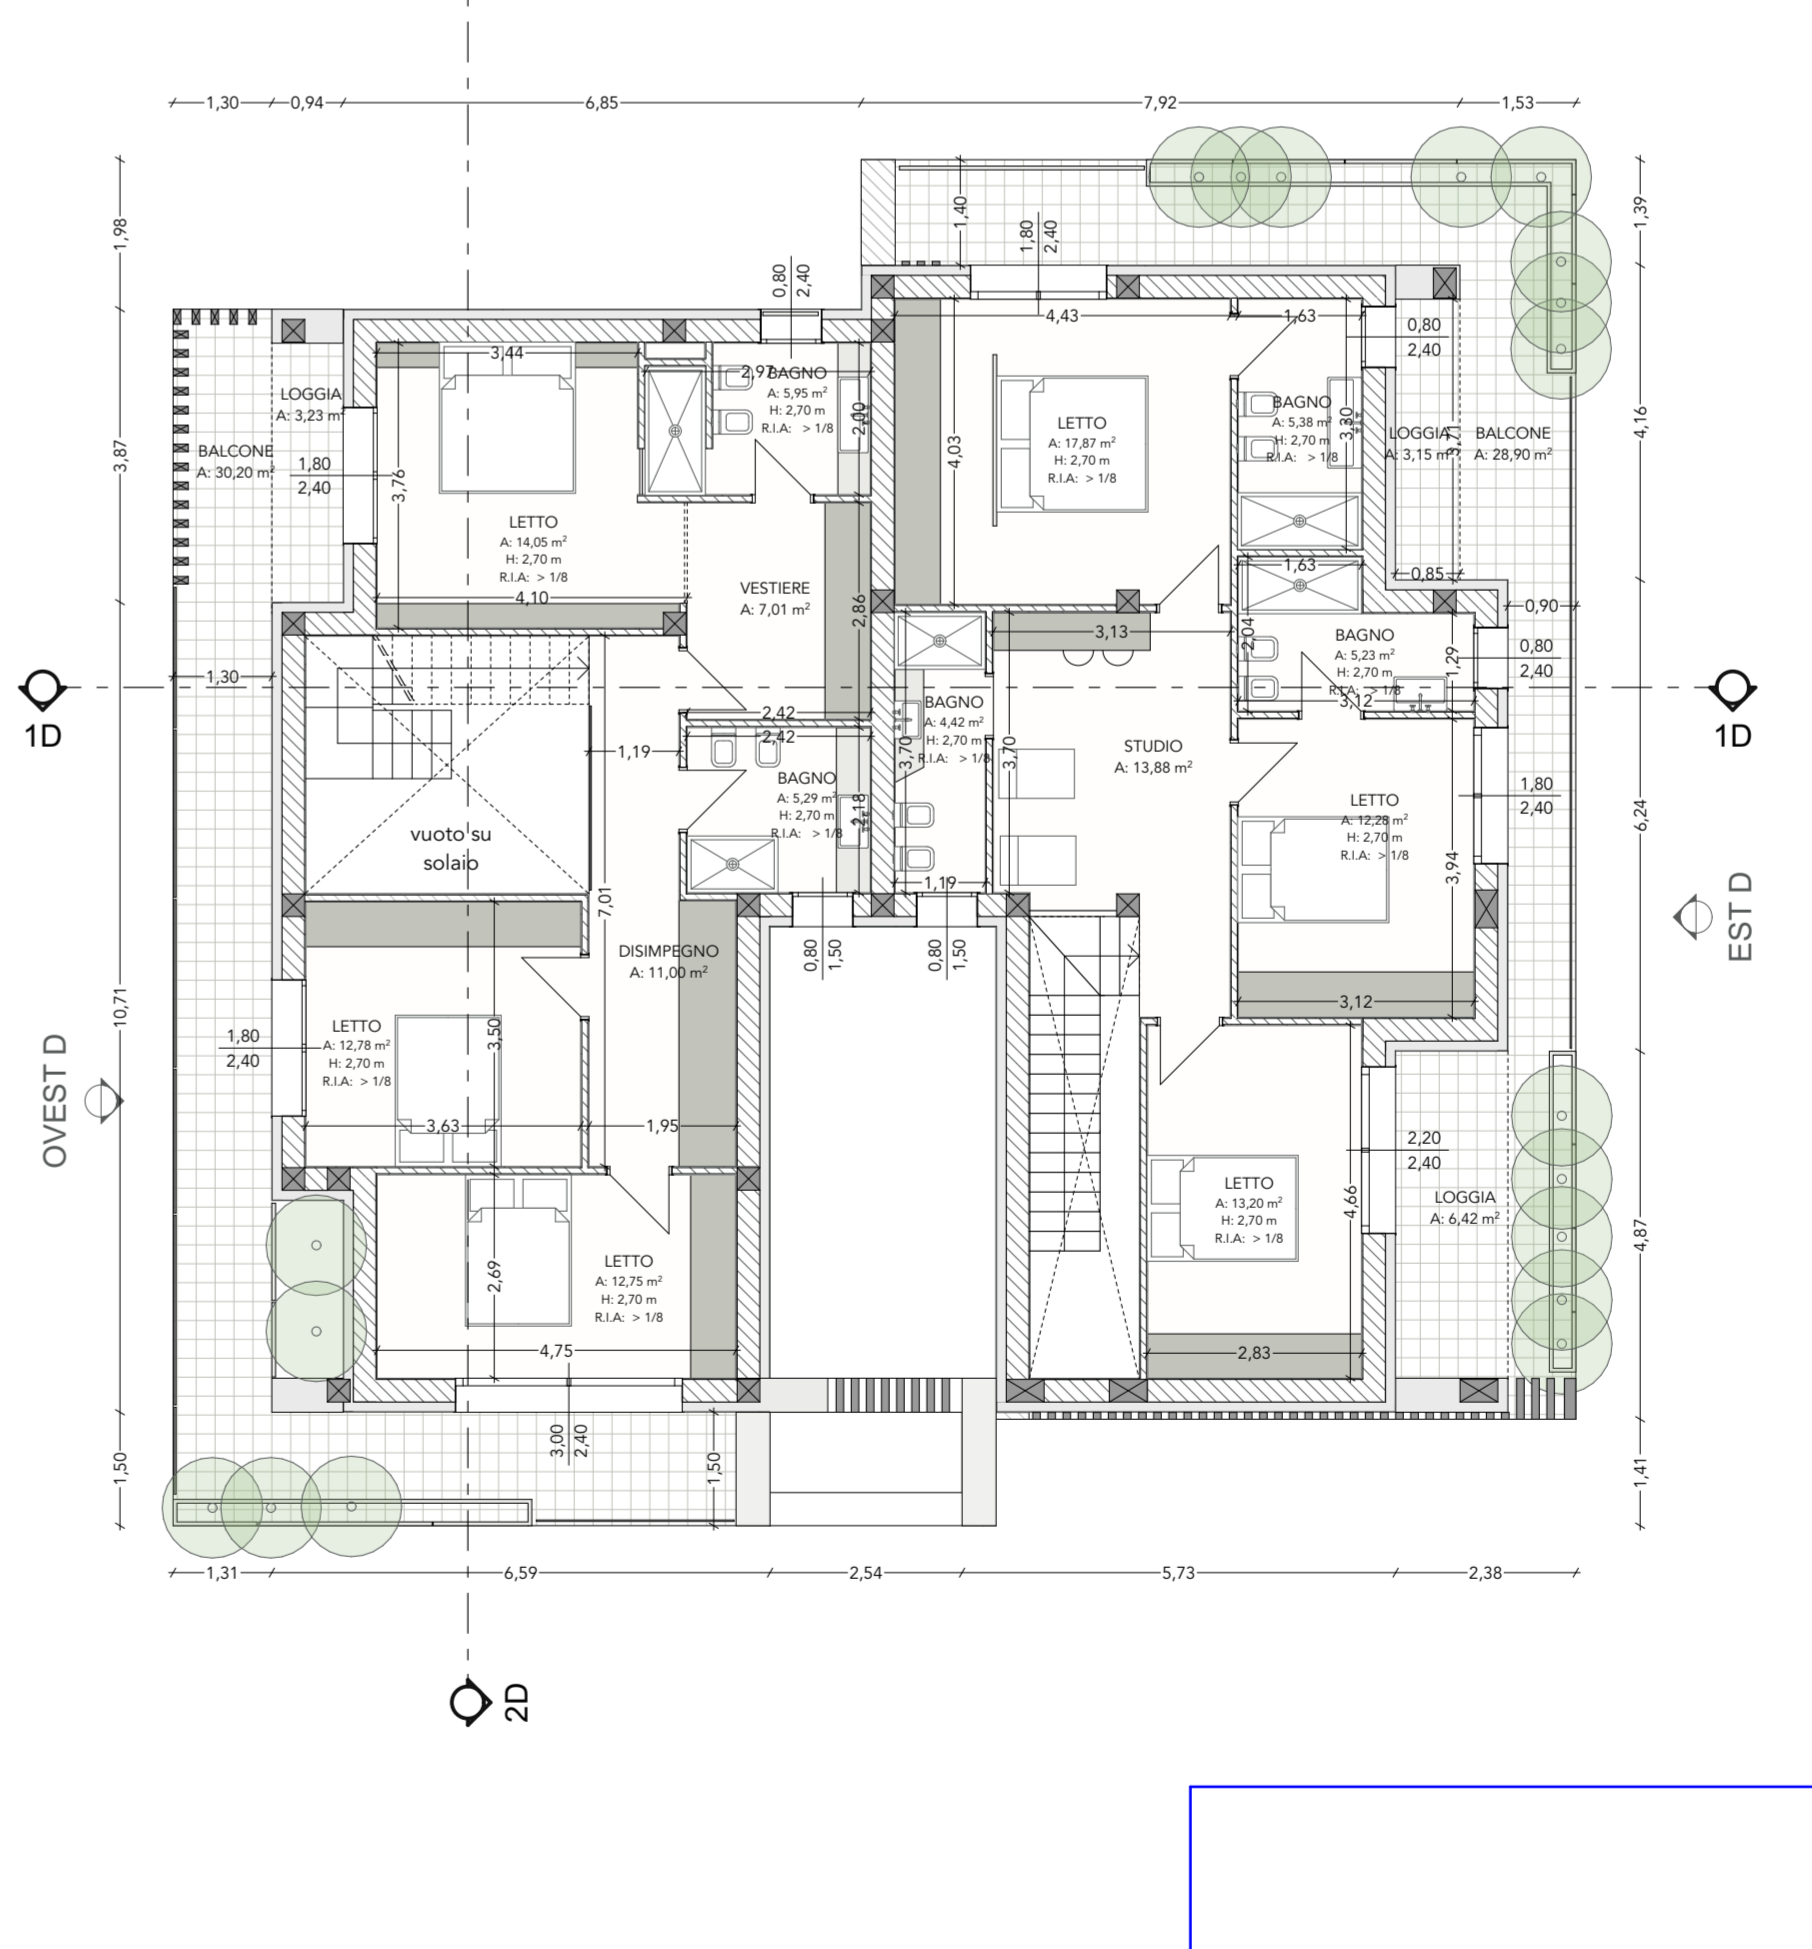 1,30
0,94
6,85
7,92
1,53
1,98
3,87
10,71
1,50
1,39
4,16
6,24
4,87
1,41
1,40
1,80
2,40
0,80
2,40
4,43
1,63
0,80
2,40
LOGGIA
A: 3,23 m²
BALCONE
A: 30,20 m²
1,80
2,40
3,44
3,76
LETTO
A: 14,05 m²
H: 2,70 m
R.I.A: > 1/8
4,10
2,97
BAGNO
A: 5,95 m²
H: 2,70 m
R.I.A: > 1/8
2,00
VESTIERE
A: 7,01 m²
2,86
2,42
4,03
LETTO
A: 17,87 m²
H: 2,70 m
R.I.A: > 1/8
BAGNO
A: 5,38 m²
H: 2,70 m
R.I.A: > 1/8
3,30
LOGGIA
A: 3,15 m²
3,71
BALCONE
A: 28,90 m²
0,85
0,90
1,63
2,04
BAGNO
A: 5,23 m²
H: 2,70 m
R.I.A: > 1/8
1,29
3,12
0,80
2,40
1D
1D
1,30
1,19
vuoto su
solaio
2,42
BAGNO
A: 5,29 m²
H: 2,70 m
R.I.A: > 1/8
2,18
BAGNO
A: 4,42 m²
H: 2,70 m
R.I.A: > 1/8
3,70
1,19
3,13
3,70
STUDIO
A: 13,88 m²
LETTO
A: 12,28 m²
H: 2,70 m
R.I.A: > 1/8
3,94
3,12
1,80
2,40
EST D
0,80
1,50
0,80
1,50
7,01
DISIMPEGNO
A: 11,00 m²
1,95
LETTO
A: 12,78 m²
H: 2,70 m
R.I.A: > 1/8
3,50
3,63
1,80
2,40
OVEST D
LETTO
A: 12,75 m²
H: 2,70 m
R.I.A: > 1/8
2,69
4,75
3,00
2,40
1,50
LETTO
A: 13,20 m²
H: 2,70 m
R.I.A: > 1/8
4,66
2,83
2,20
2,40
LOGGIA
A: 6,42 m²
1,31
6,59
2,54
5,73
2,38
2D